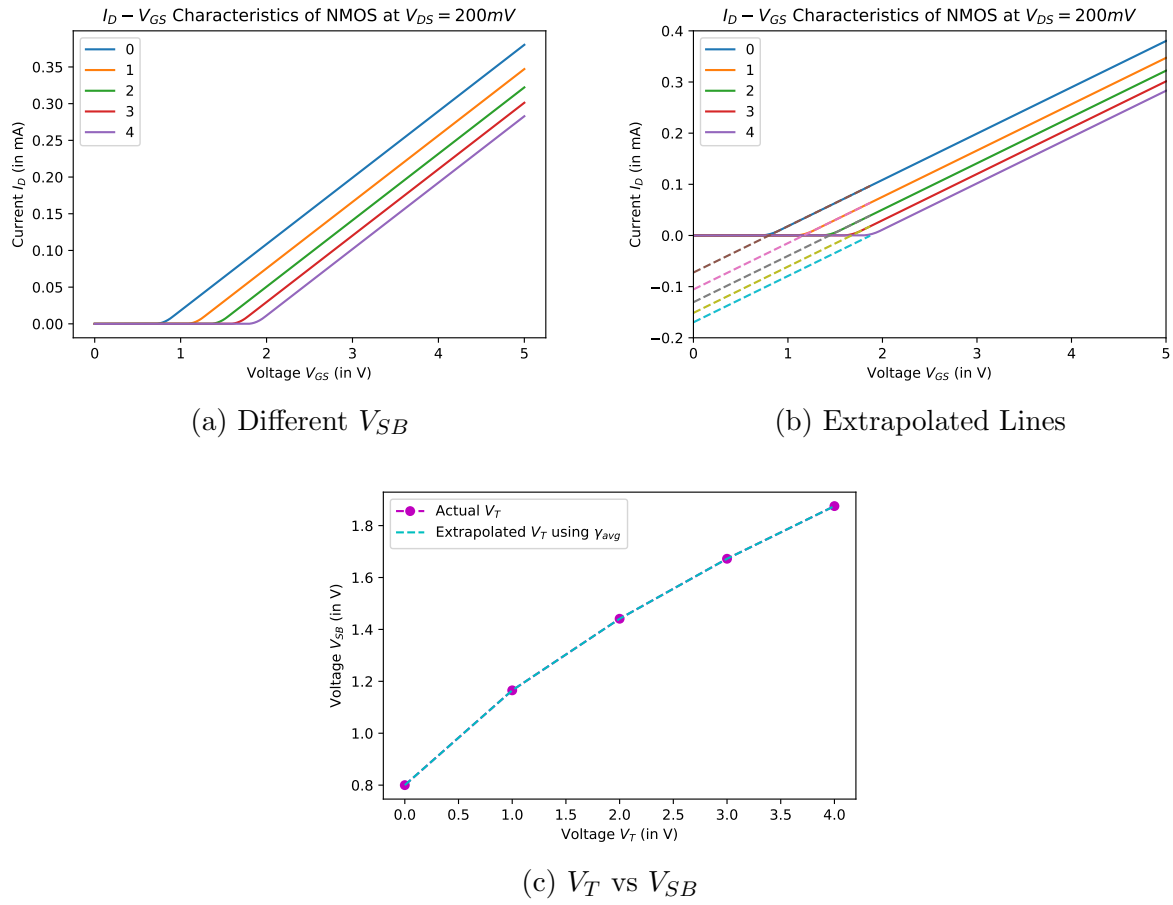 I_D − V_GS Characteristics of NMOS at V_DS = 200mV
0
1
2
3
4
0.35
0.30
0.25
0.20
0.15
0.10
0.05
0.00
Current I_D (in mA)
0 1 2 3 4 5
Voltage V_GS (in V)
(a) Different V_SB
I_D − V_GS Characteristics of NMOS at V_DS = 200mV
0
1
2
3
4
0.4
0.3
0.2
0.1
0.0
−0.1
−0.2
Current I_D (in mA)
0 1 2 3 4 5
Voltage V_GS (in V)
(b) Extrapolated Lines
Actual V_T
Extrapolated V_T using γ_avg
1.8
1.6
1.4
1.2
1.0
0.8
Voltage V_SB (in V)
0.0 0.5 1.0 1.5 2.0 2.5 3.0 3.5 4.0
Voltage V_T (in V)
(c) V_T vs V_SB